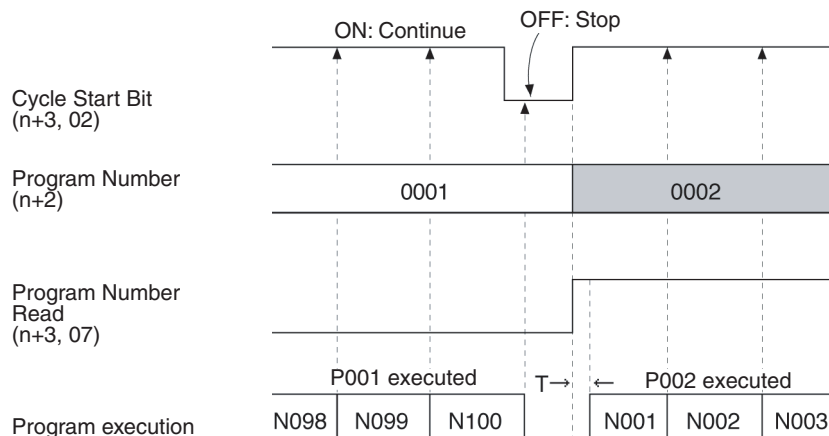 ON: Continue
OFF: Stop
Cycle Start Bit
(n+3, 02)
Program Number
(n+2)
0001
0002
Program Number
Read
(n+3, 07)
P001 executed
T→
←
P002 executed
Program execution
N098
N099
N100
N001
N002
N003